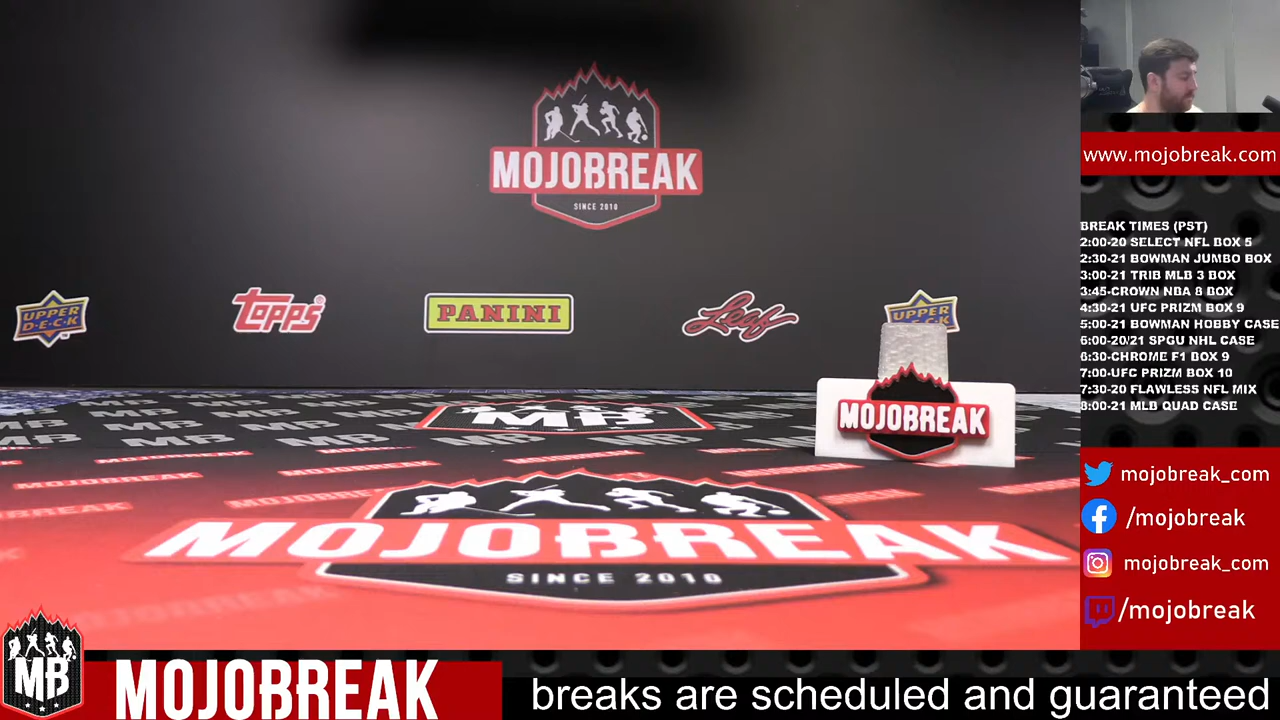 MOJOBREAK
SINCE 2010
UPPER
D·E·C·K
topps
PANINI
Leaf
UPPER
D·E·C·K
MB
MOJOBREAK
MOJOBREAK
SINCE 2010
www.mojobreak.com
BREAK TIMES (PST)
2:00-20 SELECT NFL BOX 5
2:30-21 BOWMAN JUMBO BOX
3:00-21 TRIB MLB 3 BOX
3:45-CROWN NBA 8 BOX
4:30-21 UFC PRIZM BOX 9
5:00-21 BOWMAN HOBBY CASE
6:00-20/21 SPGU NHL CASE
6:30-CHROME F1 BOX 9
7:00-UFC PRIZM BOX 10
7:30-20 FLAWLESS NFL MIX
8:00-21 MLB QUAD CASE
mojobreak_com
/mojobreak
mojobreak_com
/mojobreak
MB
MOJOBREAK
breaks are scheduled and guaranteed